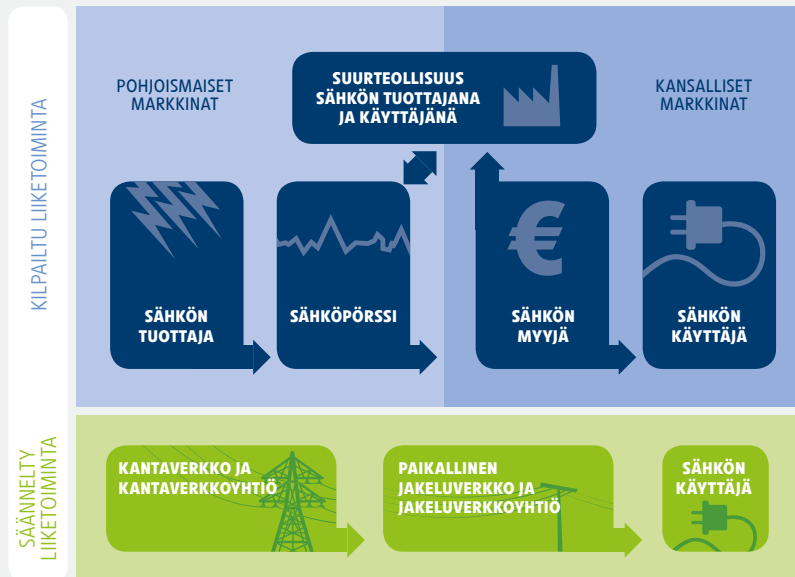 KILPAILTU LIIKETOIMINTA
POHJOISMAISET
MARKKINAT
SUURTEOLLISUUS
SÄHKÖN TUOTTAJANA
JA KÄYTTÄJÄNÄ
KANSALLISET
MARKKINAT
SÄHKÖN
TUOTTAJA
SÄHKÖPÖRSSI
€
SÄHKÖN
MYYJÄ
SÄHKÖN
KÄYTTÄJÄ
SÄÄNNELTY
LIIKETOIMINTA
KANTAVERKKO JA
KANTAVERKKOYHTIÖ
PAIKALLINEN
JAKELUVERKKO JA
JAKELUVERKKOYHTIÖ
SÄHKÖN
KÄYTTÄJÄ